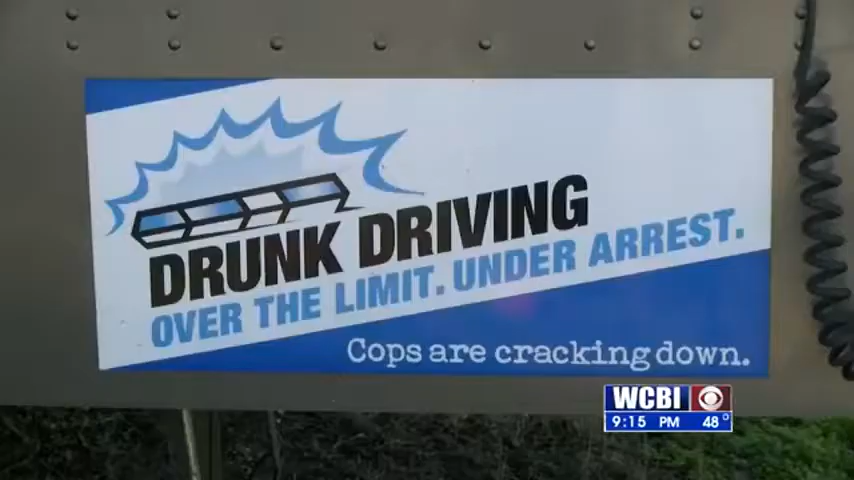 DRUNK DRIVING
OVER THE LIMIT. UNDER ARREST.
Cops are cracking down.
WCBI
9:15 PM 48°